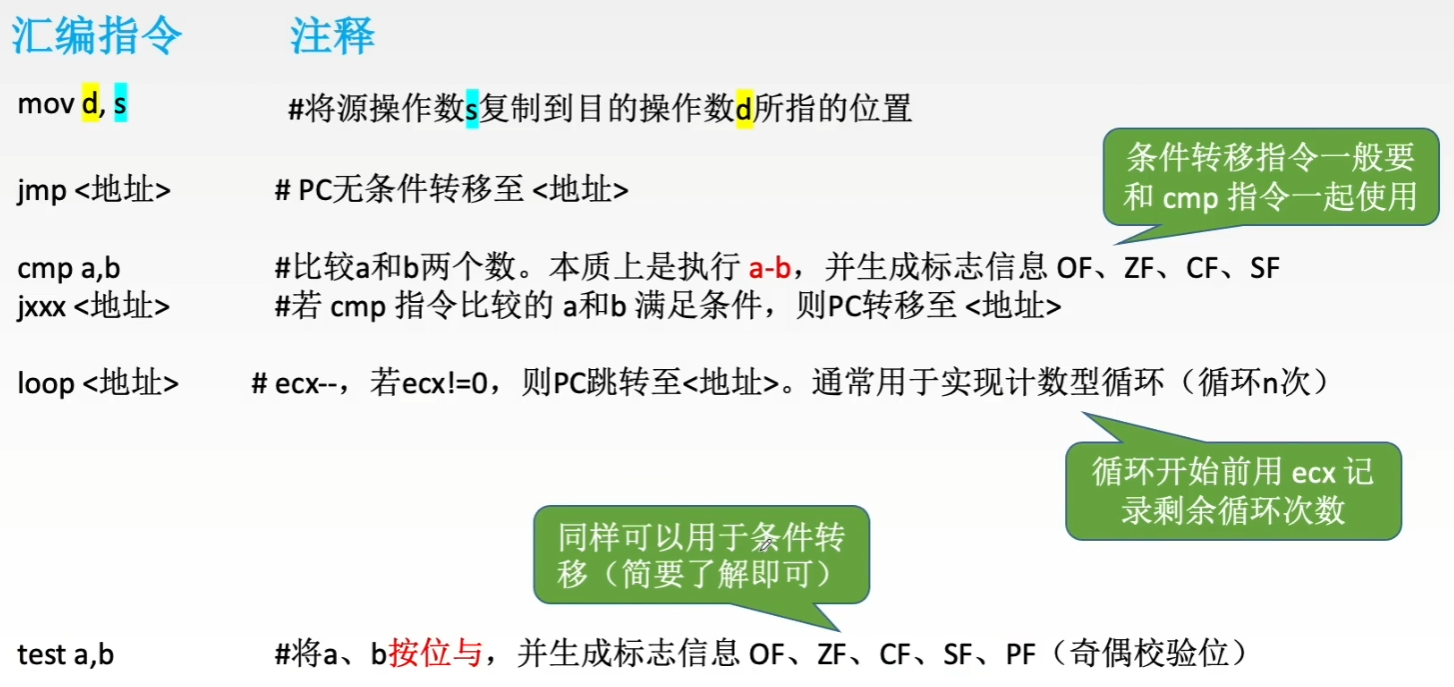 汇编指令 注释
mov d, s #将源操作数s复制到目的操作数d所指的位置
条件转移指令一般要
和 cmp 指令一起使用
jmp <地址> # PC无条件转移至 <地址>
cmp a,b #比较a和b两个数。本质上是执行 a-b，并生成标志信息 OF、ZF、CF、SF
jxxx <地址> #若 cmp 指令比较的 a和b 满足条件，则PC转移至 <地址>
loop <地址> # ecx--，若ecx!=0，则PC跳转至<地址>。通常用于实现计数型循环（循环n次）
循环开始前用 ecx 记
录剩余循环次数
同样可以用于条件转
移（简要了解即可）
test a,b #将a、b按位与，并生成标志信息 OF、ZF、CF、SF、PF（奇偶校验位）